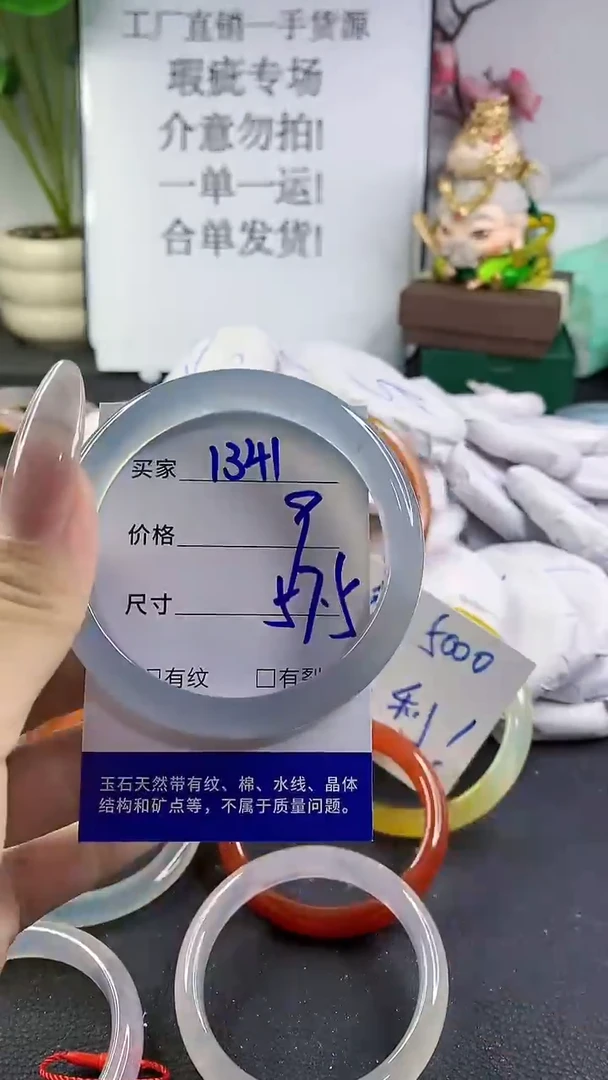 工厂直销一手货源
瑕疵专场
介意勿拍!
一单一运!
合单发货!
买家 1341
价格 9
尺寸 57.5
□有纹 □有裂
5000
玉石天然带有纹、棉、水线、晶体
结构和矿点等，不属于质量问题。